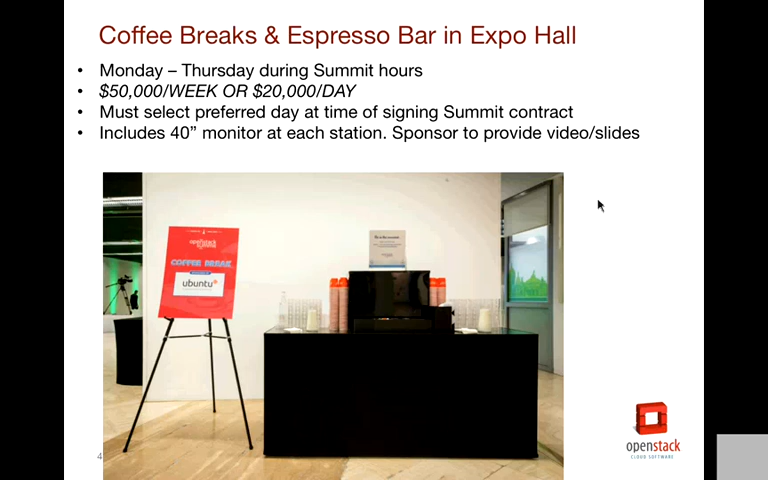 Coffee Breaks & Espresso Bar in Expo Hall
• Monday – Thursday during Summit hours
• $50,000/WEEK OR $20,000/DAY
• Must select preferred day at time of signing Summit contract
• Includes 40” monitor at each station. Sponsor to provide video/slides
openstack
COFFEE BREAK
ubuntu
4
openstack
CLOUD SOFTWARE